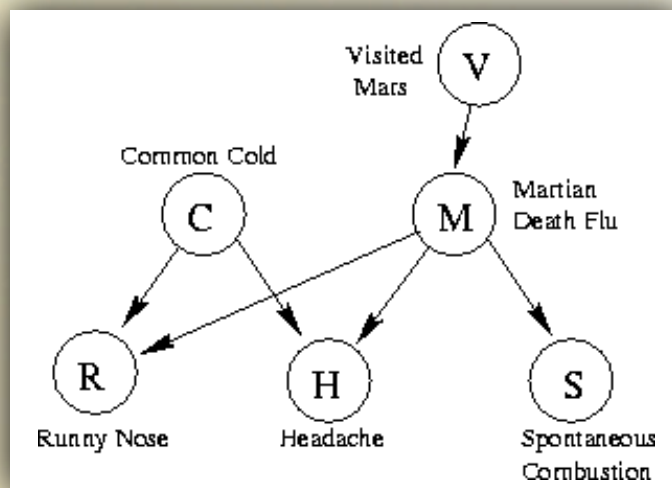 Visited
Mars
V
Common Cold
C
M
Martian
Death Flu
R
H
S
Runny Nose
Headache
Spontaneous
Combustion